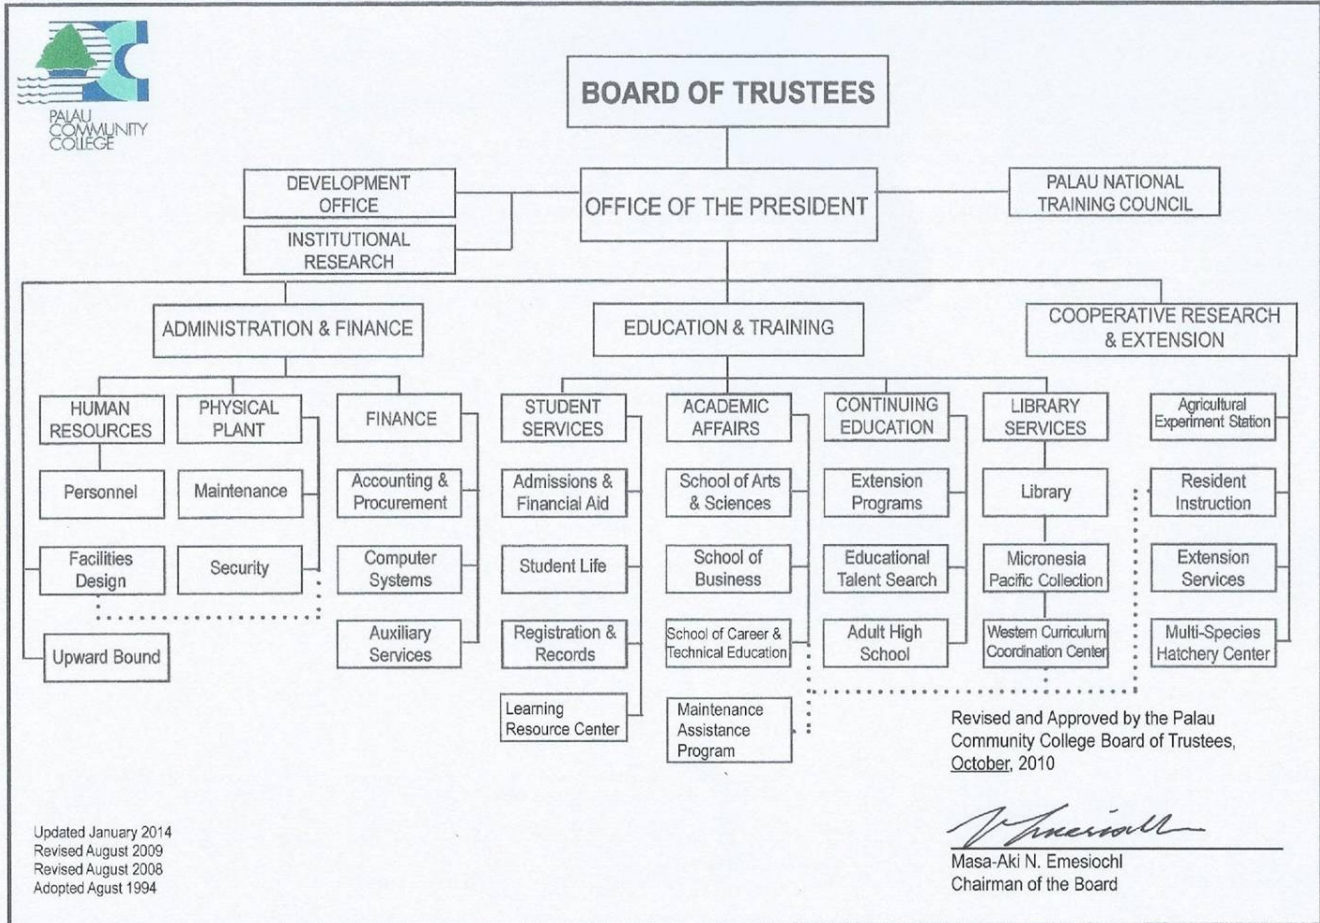 PALAU
COMMUNITY
COLLEGE
BOARD OF TRUSTEES
DEVELOPMENT
OFFICE
OFFICE OF THE PRESIDENT
PALAU NATIONAL
TRAINING COUNCIL
INSTITUTIONAL
RESEARCH
ADMINISTRATION & FINANCE
EDUCATION & TRAINING
COOPERATIVE RESEARCH
& EXTENSION
HUMAN
RESOURCES
PHYSICAL
PLANT
FINANCE
STUDENT
SERVICES
ACADEMIC
AFFAIRS
CONTINUING
EDUCATION
LIBRARY
SERVICES
Agricultural
Experiment Station
Personnel
Maintenance
Accounting &
Procurement
Admissions &
Financial Aid
School of Arts
& Sciences
Extension
Programs
Library
Resident
Instruction
Facilities
Design
Security
Computer
Systems
Student Life
School of
Business
Educational
Talent Search
Micronesia
Pacific Collection
Extension
Services
Upward Bound
Auxiliary
Services
Registration &
Records
School of Career &
Technical Education
Adult High
School
Western Curriculum
Coordination Center
Multi-Species
Hatchery Center
Learning
Resource Center
Maintenance
Assistance
Program
Revised and Approved by the Palau
Community College Board of Trustees,
October, 2010
Masa-Aki N. Emesiochl
Chairman of the Board
Updated January 2014
Revised August 2009
Revised August 2008
Adopted Agust 1994